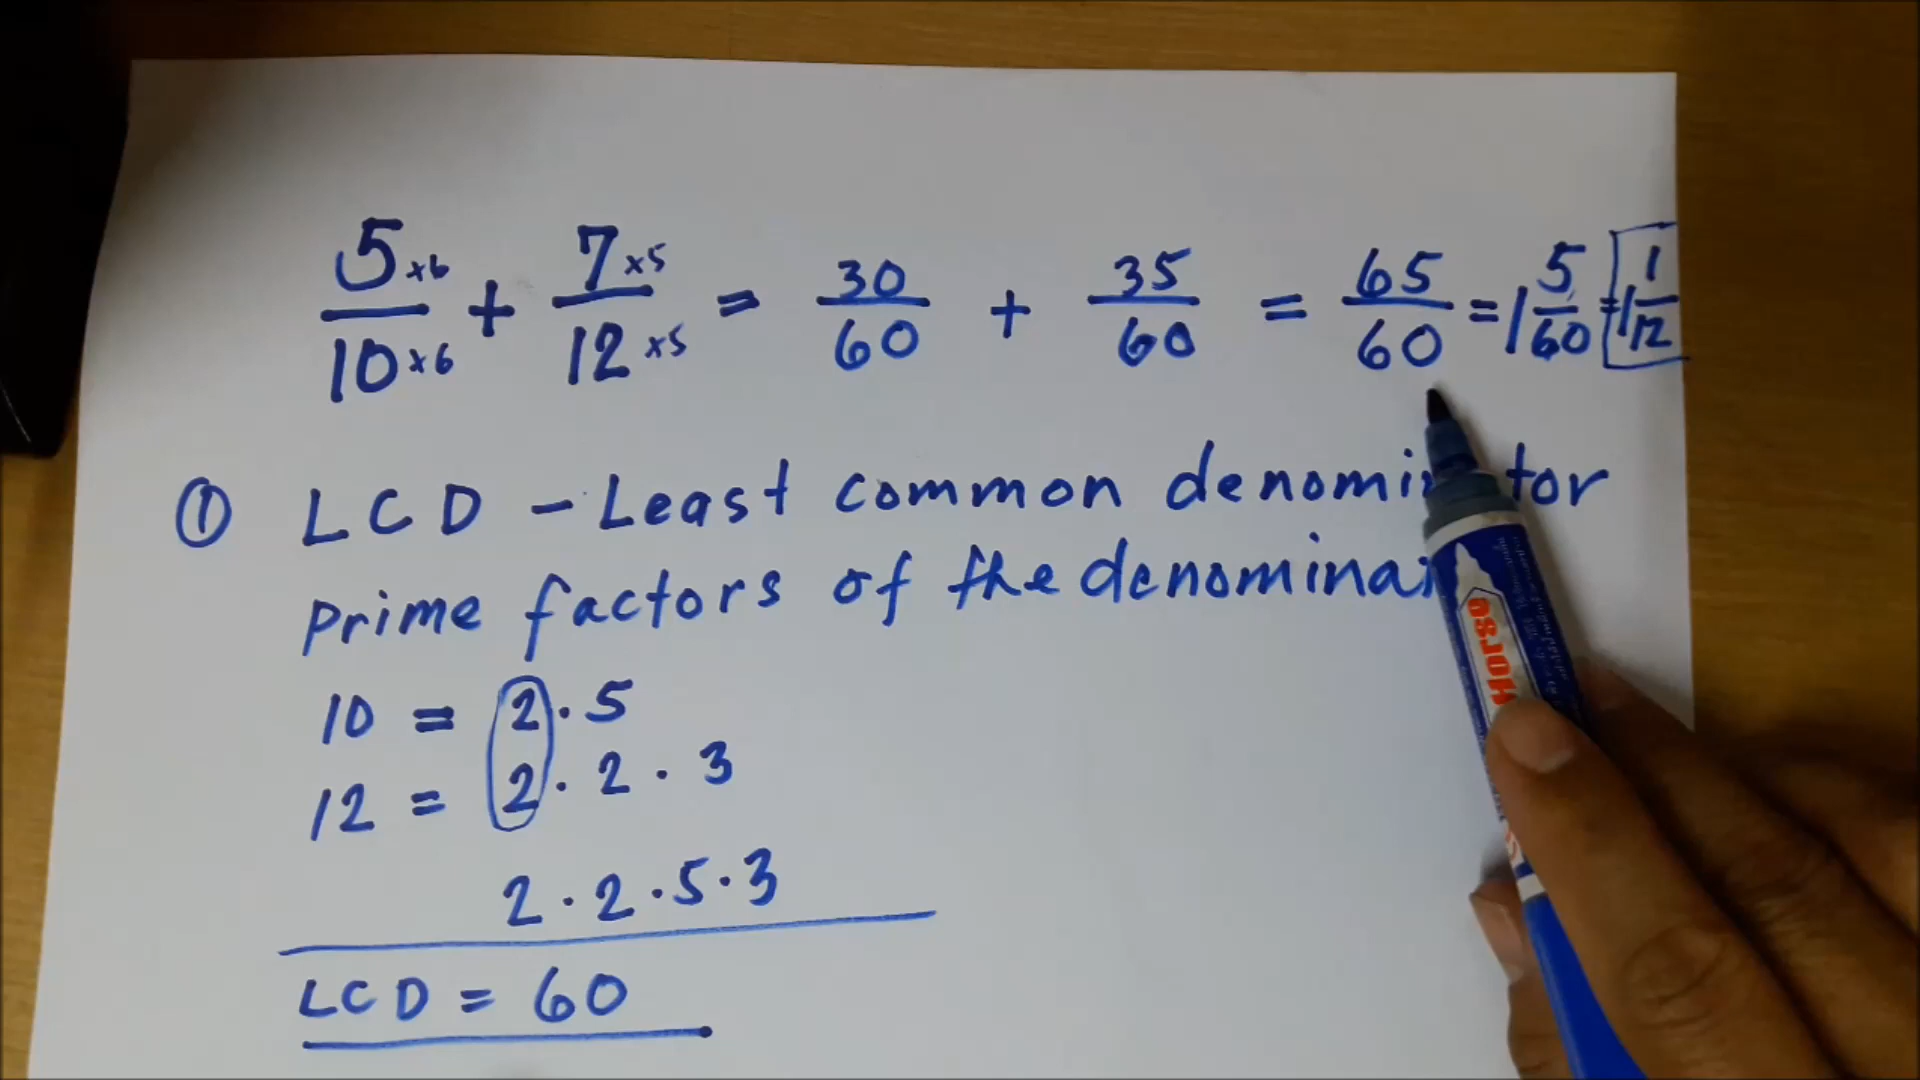 5×6/10×6 + 7×5/12×5 = 30/60 + 35/60 = 65/60 = 1 5/60 = 1 1/12
① LCD - Least common denomi tor
prime factors of the denomina
10 = 2 · 5
12 = 2 · 2 · 3
2 · 2 · 5 · 3
LCD = 60
Horse